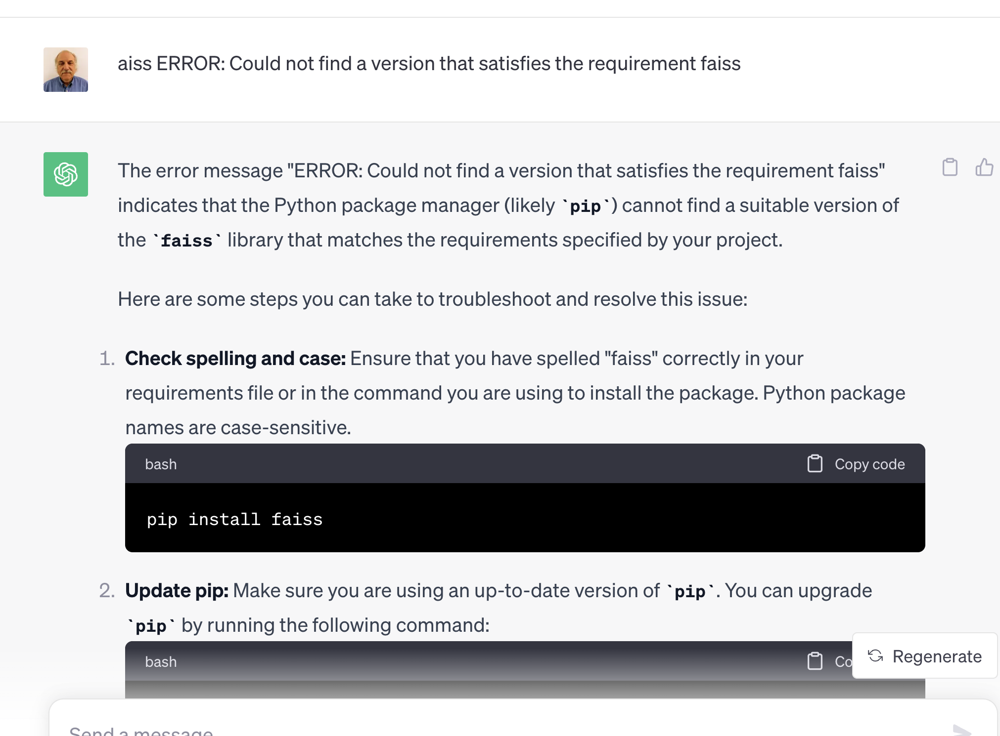 aiss ERROR: Could not find a version that satisfies the requirement faiss
The error message "ERROR: Could not find a version that satisfies the requirement faiss"
indicates that the Python package manager (likely `pip`) cannot find a suitable version of
the `faiss` library that matches the requirements specified by your project.
Here are some steps you can take to troubleshoot and resolve this issue:
1. Check spelling and case: Ensure that you have spelled "faiss" correctly in your
requirements file or in the command you are using to install the package. Python package
names are case-sensitive.
bash Copy code
pip install faiss
2. Update pip: Make sure you are using an up-to-date version of `pip`. You can upgrade
`pip` by running the following command:
bash Co
Regenerate
Send a message